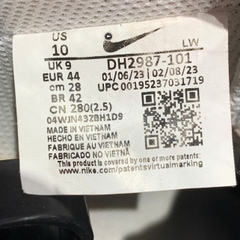 US
10 LW
UK 9 DH2987-101
EUR 44 01/06/23 02/08/23
cm 28 UPC 00195237031719
BR 42
CN 280(2.5)
04WJN43ZBH1D9
MADE IN VIETNAM
HECHO EN VIETNAM
FABRIQUE AU VIETNAM
FABRICADO NO VIETNÃ
This product is covered by one or more patents. See
www.nike.com/patentsvirtualmarking